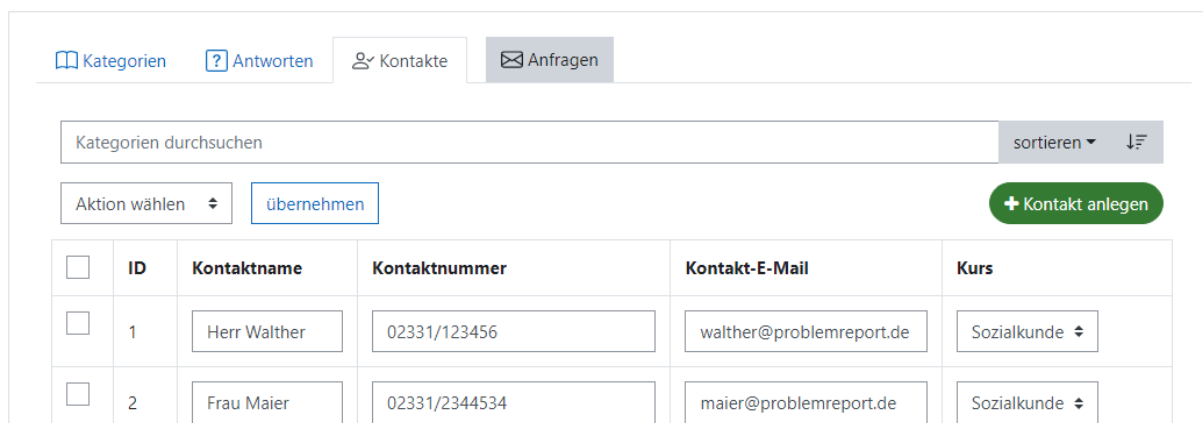 Kategorien ? Antworten Kontakte Anfragen
Kategorien durchsuchen sortieren
Aktion wählen übernehmen + Kontakt anlegen
ID Kontaktname Kontaktnummer Kontakt-E-Mail Kurs
1 Herr Walther 02331/123456 walther@problemreport.de Sozialkunde
2 Frau Maier 02331/2344534 maier@problemreport.de Sozialkunde